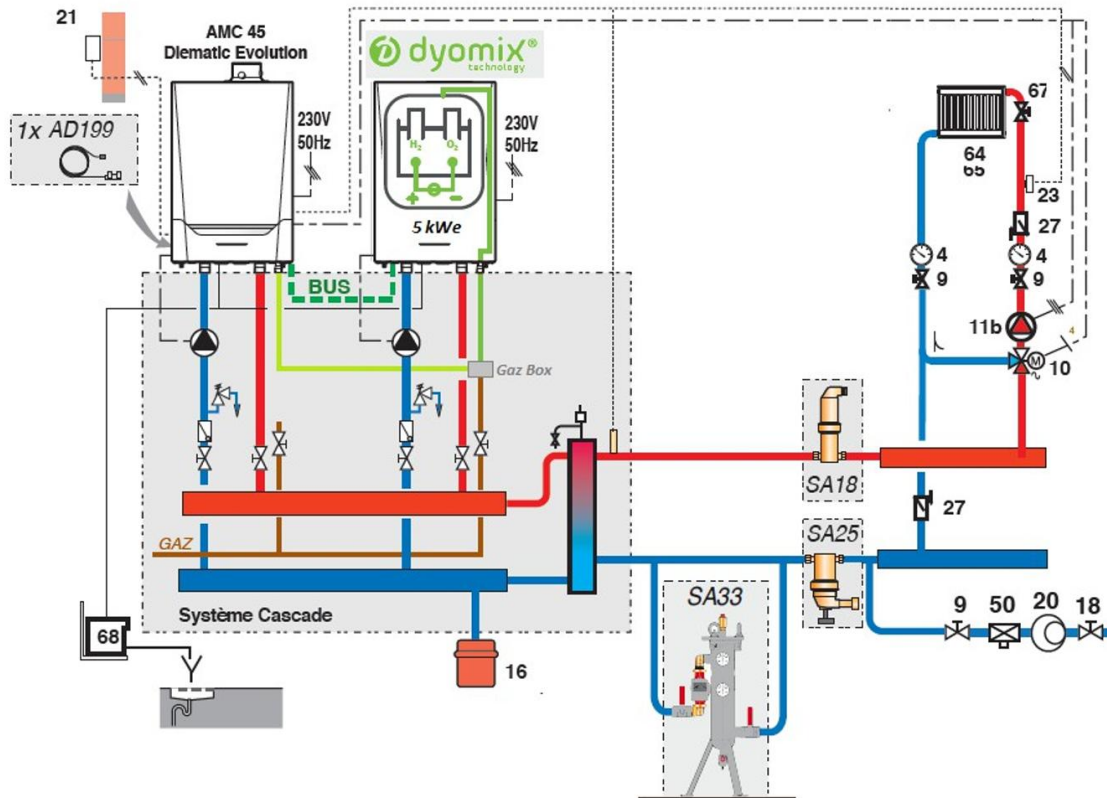 21
AMC 45
Diematic Evolution
dyomix®
technology
1x AD199
230V
50Hz
H2
O2
+
−
5 kWe
230V
50Hz
BUS
67
64
65
23
27
4
4
9
9
11b
4
M
10
Gaz Box
SA18
SA25
27
GAZ
Système Cascade
SA33
9
50
20
18
68
16